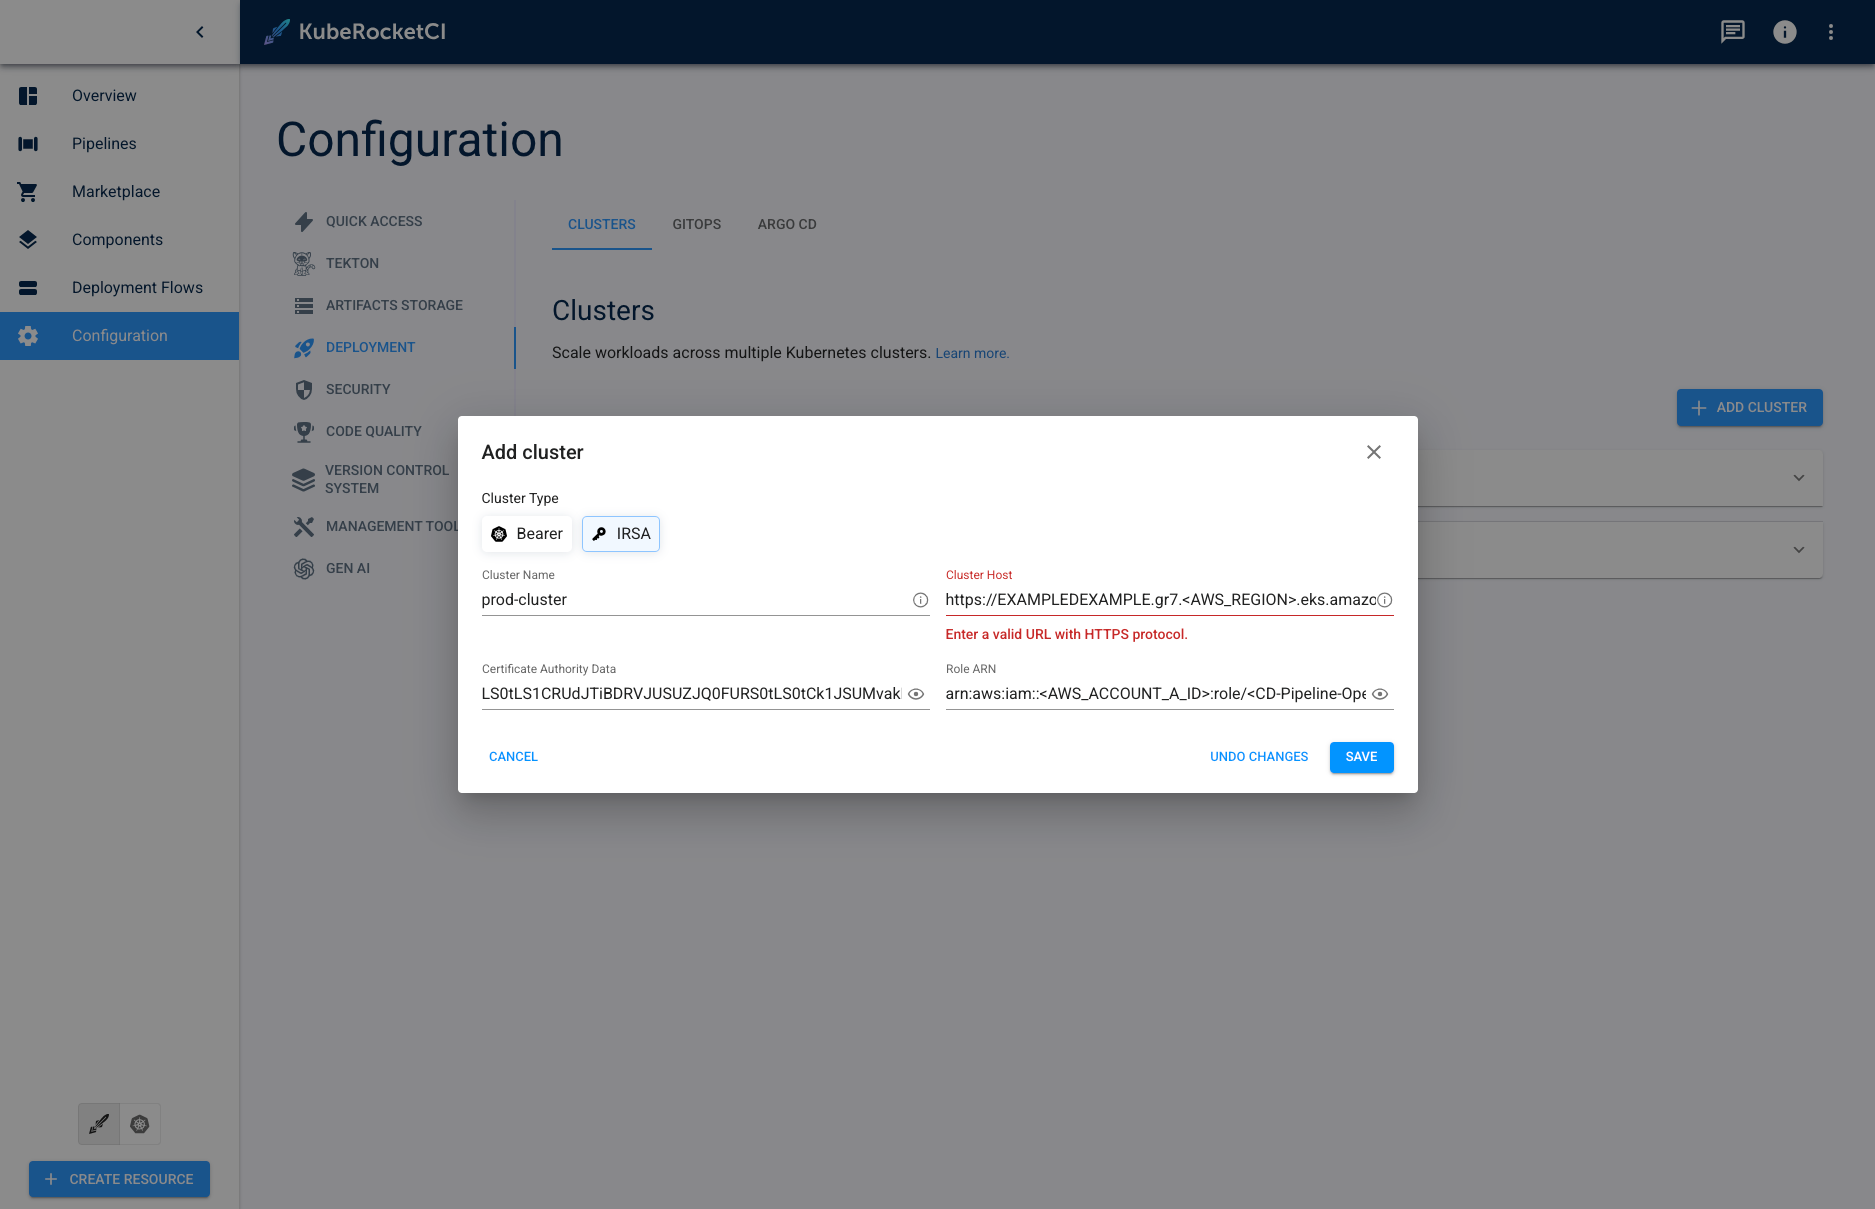 KubeRocketCI
Overview
Pipelines
Marketplace
Components
Deployment Flows
Configuration
CREATE RESOURCE
Configuration
QUICK ACCESS
TEKTON
ARTIFACTS STORAGE
DEPLOYMENT
SECURITY
CODE QUALITY
VERSION CONTROL
SYSTEM
MANAGEMENT TOOL
GEN AI
CLUSTERS GITOPS ARGO CD
Clusters
Scale workloads across multiple Kubernetes clusters. Learn more.
ADD CLUSTER
Add cluster
Cluster Type
Bearer IRSA
Cluster Name
prod-cluster
Cluster Host
https://EXAMPLEDEXAMPLE.gr7.<AWS_REGION>.eks.amazo
Enter a valid URL with HTTPS protocol.
Certificate Authority Data
LS0tLS1CRUdJTiBDRVJUSUZJQ0FURS0tLS0tCk1JSUMvak
Role ARN
arn:aws:iam::<AWS_ACCOUNT_A_ID>:role/<CD-Pipeline-Ope
CANCEL UNDO CHANGES SAVE